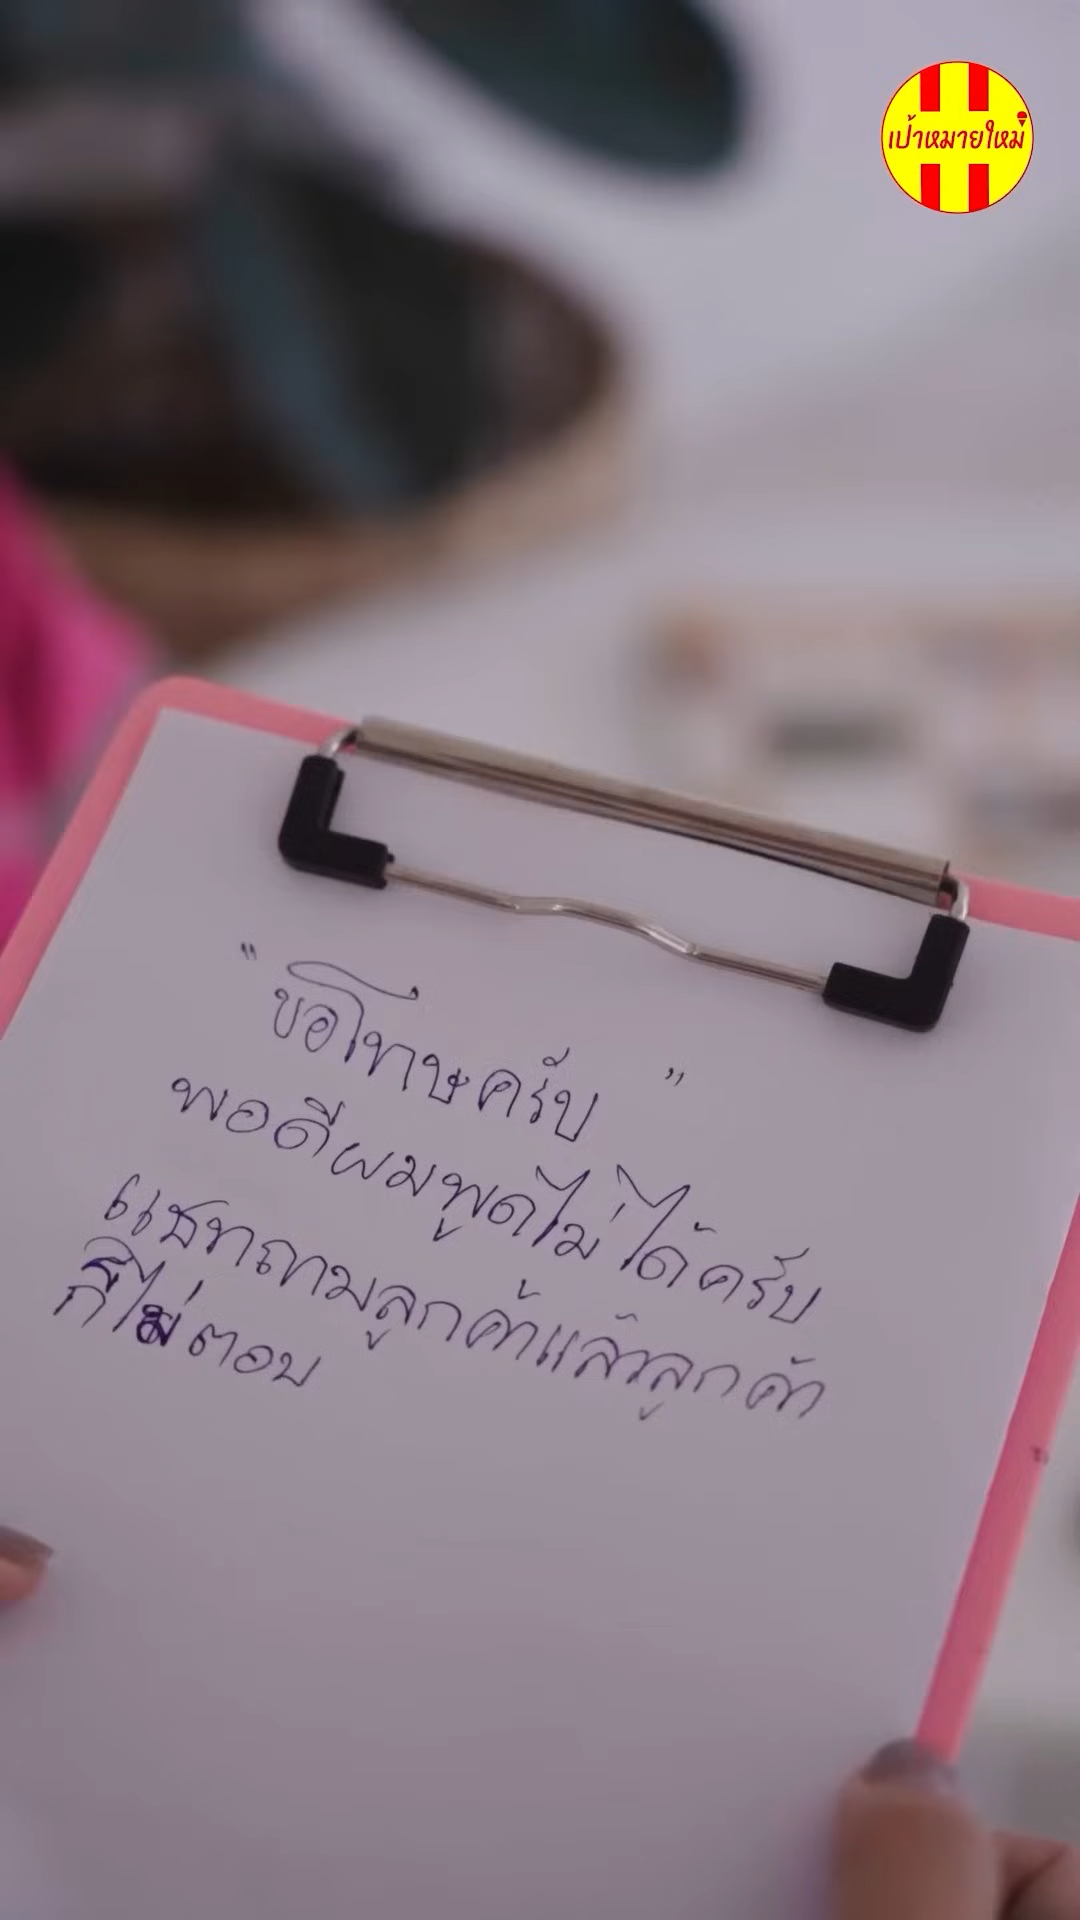 เป้าหมายใหม่
"ขอโทษครับ"
พอดีผมพูดไม่ได้ครับ
แชทถามลูกค้าแล้วลูกค้า
ก็ไม่ตอบ